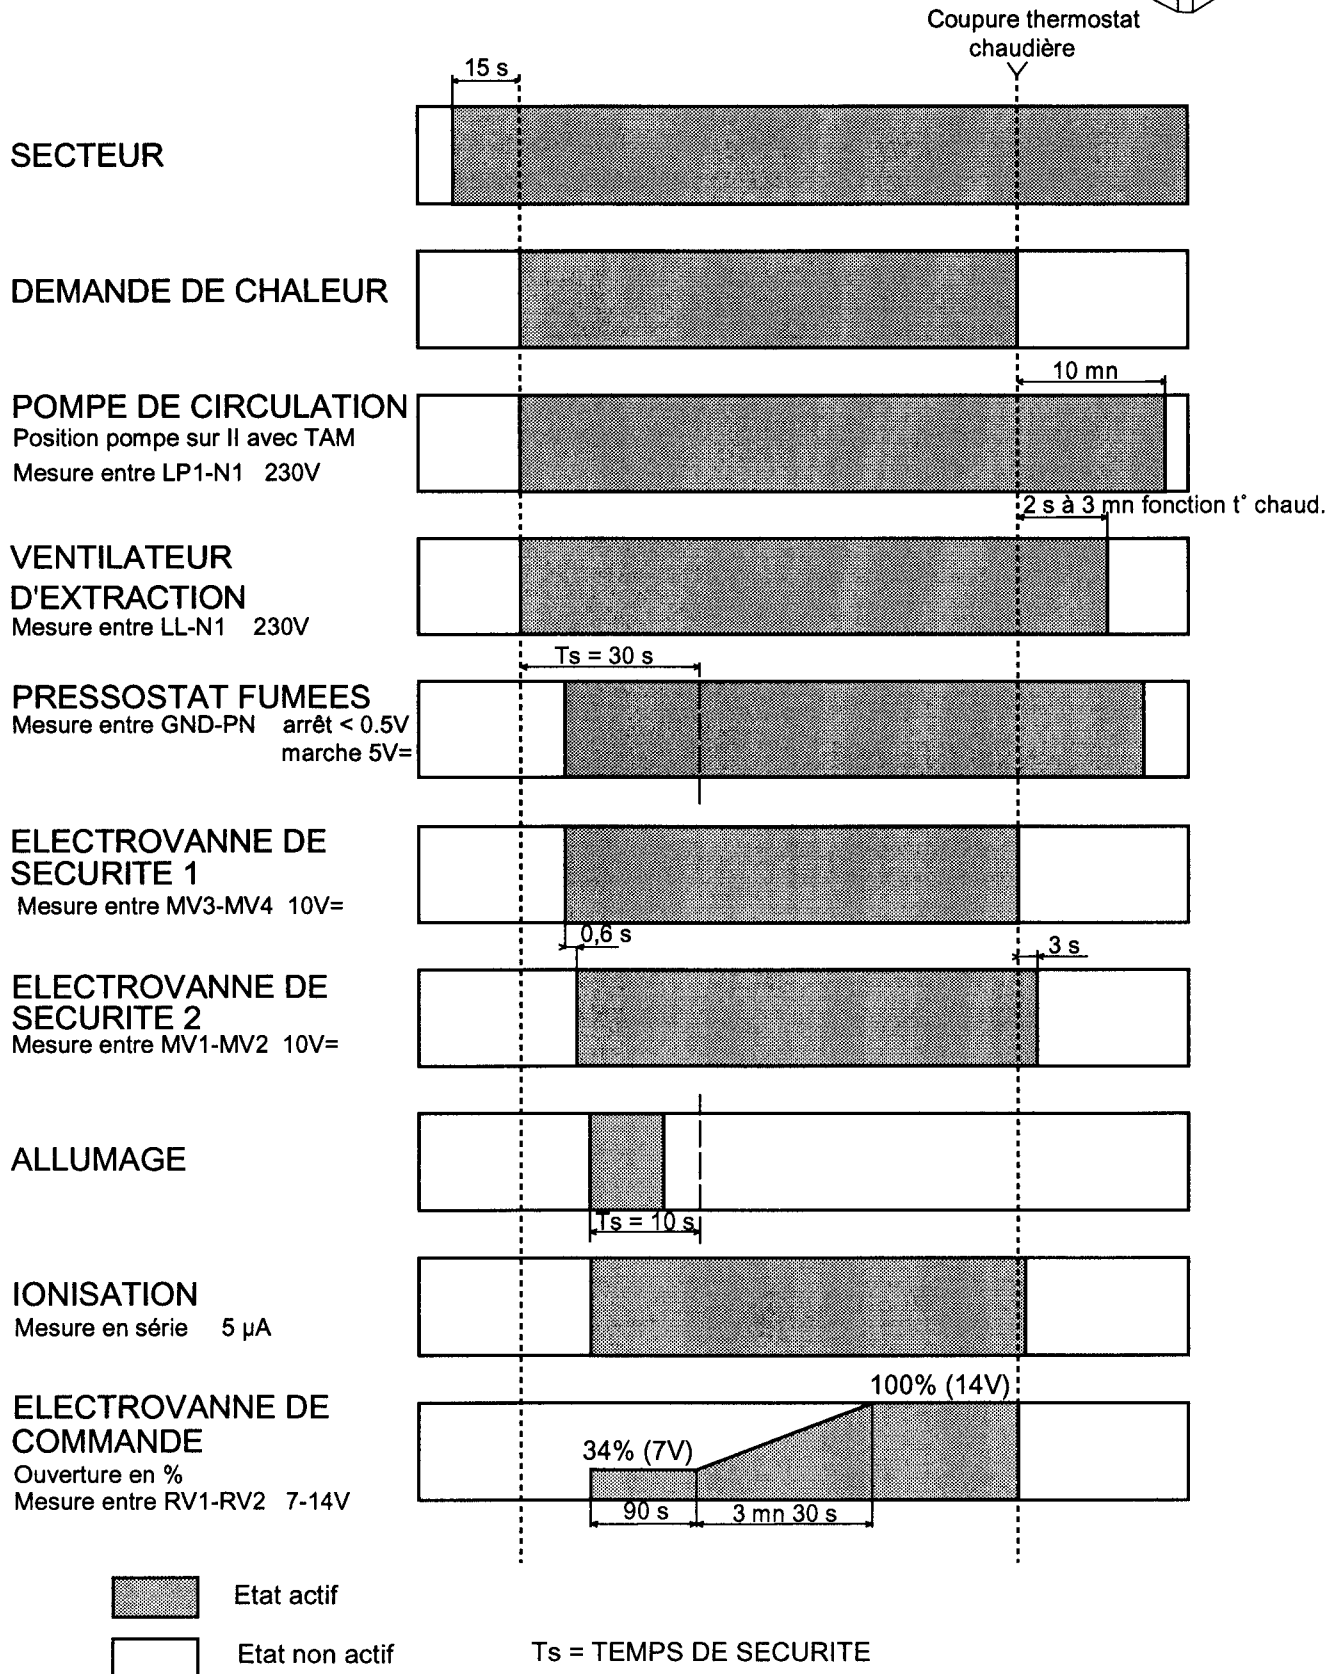 Coupure thermostat
chaudière
15 s
SECTEUR
DEMANDE DE CHALEUR
10 mn
POMPE DE CIRCULATION
Position pompe sur II avec TAM
Mesure entre LP1-N1 230V
2 s à 3 mn fonction t° chaud.
VENTILATEUR
D'EXTRACTION
Mesure entre LL-N1 230V
Ts = 30 s
PRESSOSTAT FUMEES
Mesure entre GND-PN arrêt < 0.5V
marche 5V=
ELECTROVANNE DE
SECURITE 1
Mesure entre MV3-MV4 10V=
0,6 s
3 s
ELECTROVANNE DE
SECURITE 2
Mesure entre MV1-MV2 10V=
ALLUMAGE
Ts = 10 s
IONISATION
Mesure en série 5 µA
100% (14V)
ELECTROVANNE DE
COMMANDE
34% (7V)
Ouverture en %
Mesure entre RV1-RV2 7-14V
90 s
3 mn 30 s
Etat actif
Etat non actif
Ts = TEMPS DE SECURITE